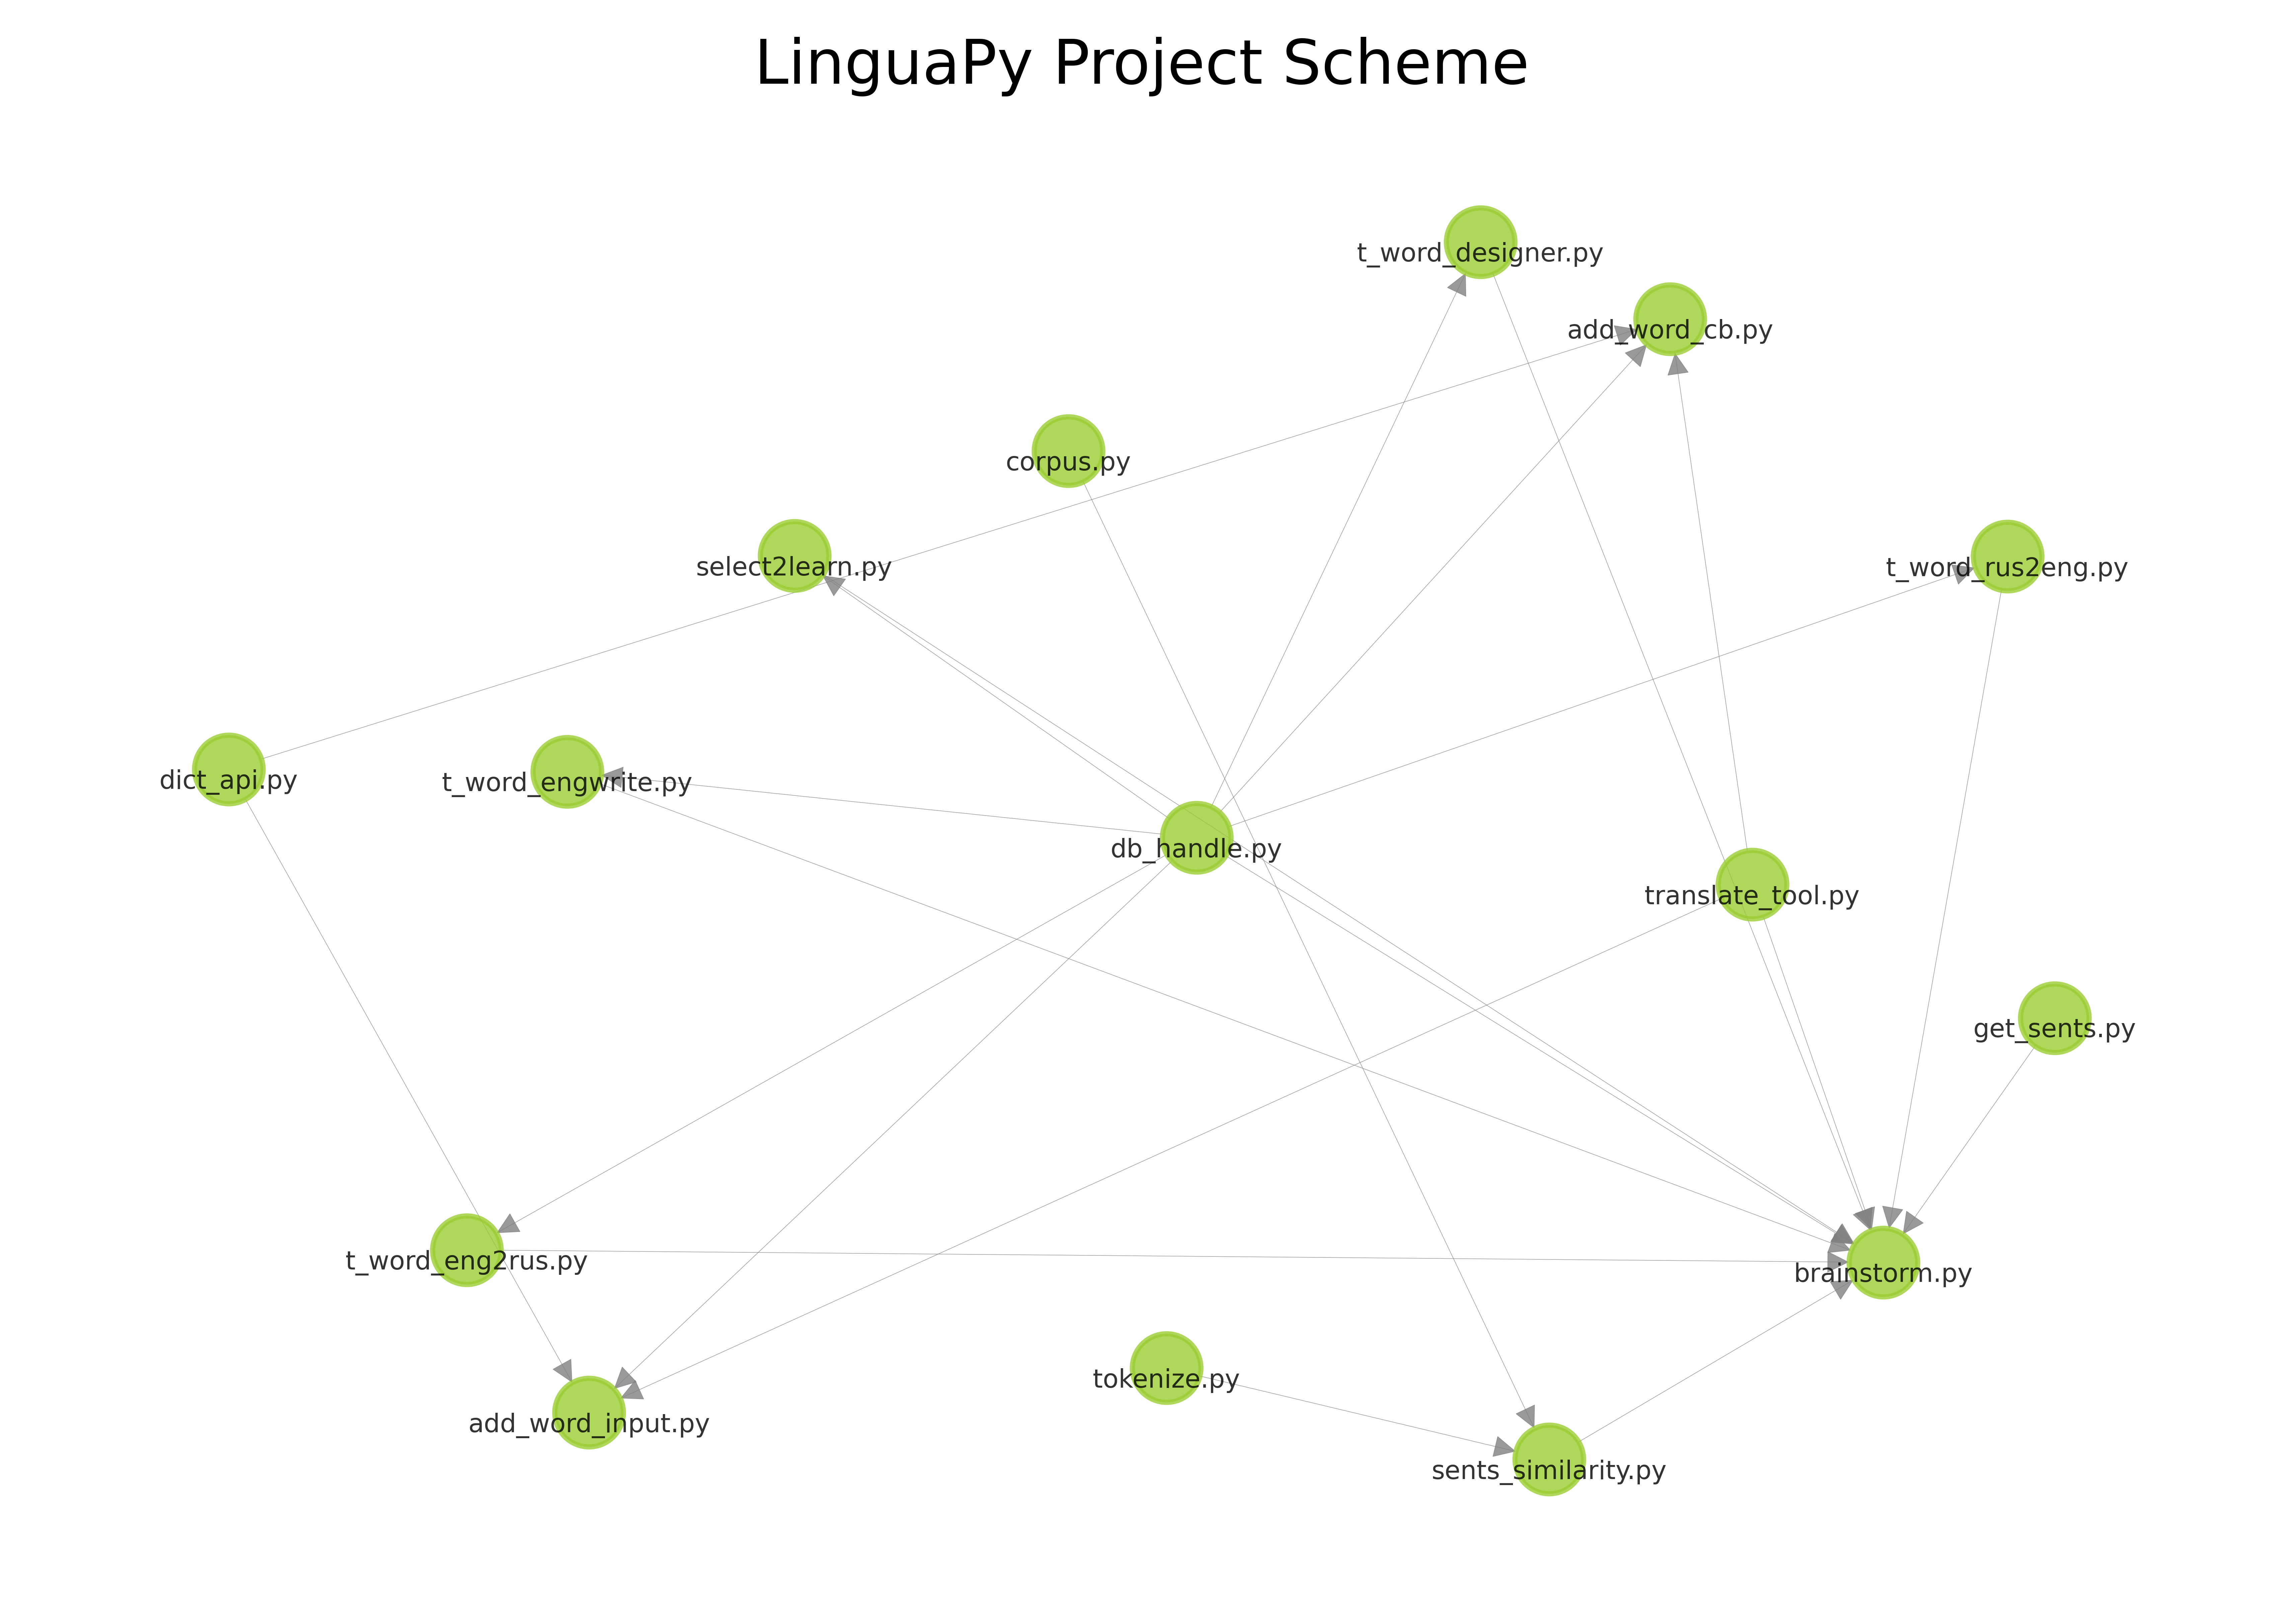 LinguaPy Project Scheme
t_word_designer.py
add_word_cb.py
corpus.py
select2learn.py
t_word_rus2eng.py
dict_api.py
t_word_engwrite.py
db_handle.py
translate_tool.py
get_sents.py
t_word_eng2rus.py
brainstorm.py
tokenize.py
add_word_input.py
sents_similarity.py